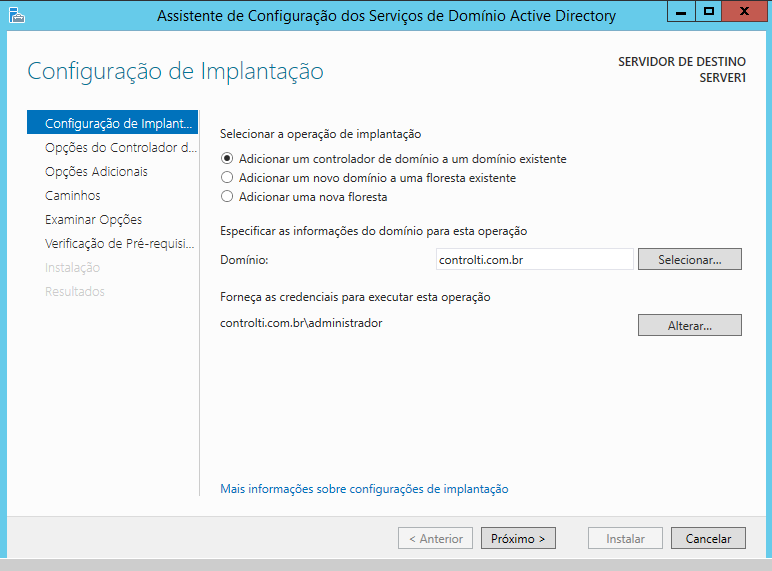 Assistente de Configuração dos Serviços de Domínio Active Directory
Configuração de Implantação
SERVIDOR DE DESTINO
SERVER1
Configuração de Implant...
Opções do Controlador d...
Opções Adicionais
Caminhos
Examinar Opções
Verificação de Pré-requisi...
Instalação
Resultados
Selecionar a operação de implantação
Adicionar um controlador de domínio a um domínio existente
Adicionar um novo domínio a uma floresta existente
Adicionar uma nova floresta
Especificar as informações do domínio para esta operação
Domínio: controlti.com.br Selecionar...
Forneça as credenciais para executar esta operação
controlti.com.br\administrador Alterar...
Mais informações sobre configurações de implantação
< Anterior Próximo > Instalar Cancelar